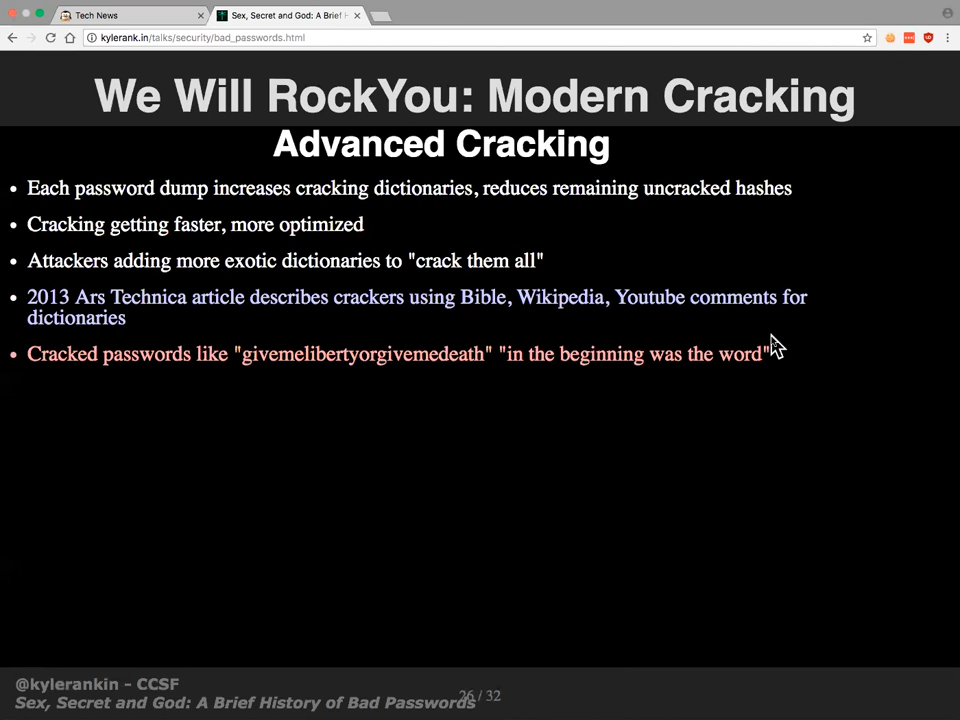 Tech News
Sex, Secret and God: A Brief H
kylerank.in/talks/security/bad_passwords.html
We Will RockYou: Modern Cracking
Advanced Cracking
• Each password dump increases cracking dictionaries, reduces remaining uncracked hashes
• Cracking getting faster, more optimized
• Attackers adding more exotic dictionaries to "crack them all"
• 2013 Ars Technica article describes crackers using Bible, Wikipedia, Youtube comments for
dictionaries
• Cracked passwords like "givemelibertyorgivemedeath" "in the beginning was the word"
@kylerankin - CCSF
Sex, Secret and God: A Brief History of Bad Passwords
26 / 32